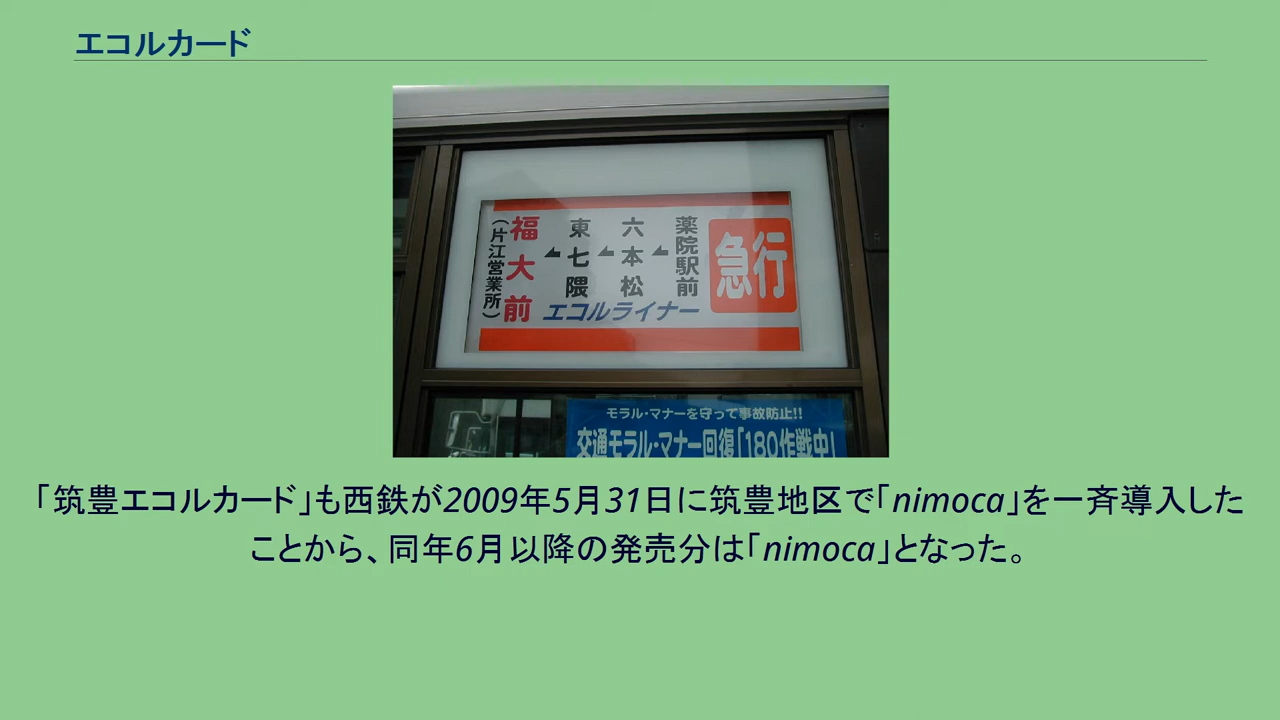 エコルカード
急行
薬院駅前
六本松
東七隈
福大前
(片江営業所)
エコルライナー
モラル・マナーを守って事故防止!!
交通モラル・マナー回復「180作戦中」
「筑豊エコルカード」も西鉄が2009年5月31日に筑豊地区で「nimoca」を一斉導入した
ことから、同年6月以降の発売分は「nimoca」となった。